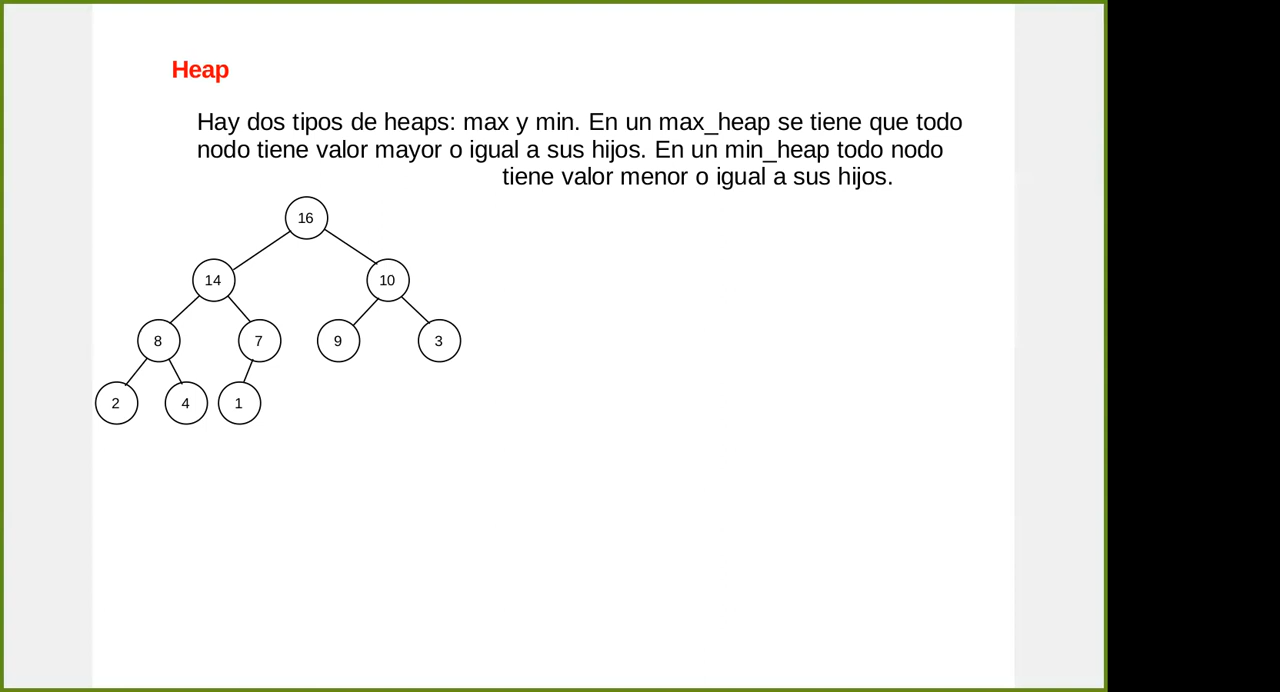 Heap
Hay dos tipos de heaps: max y min. En un max_heap se tiene que todo
nodo tiene valor mayor o igual a sus hijos. En un min_heap todo nodo
tiene valor menor o igual a sus hijos.
16
14 10
8 7 9 3
2 4 1